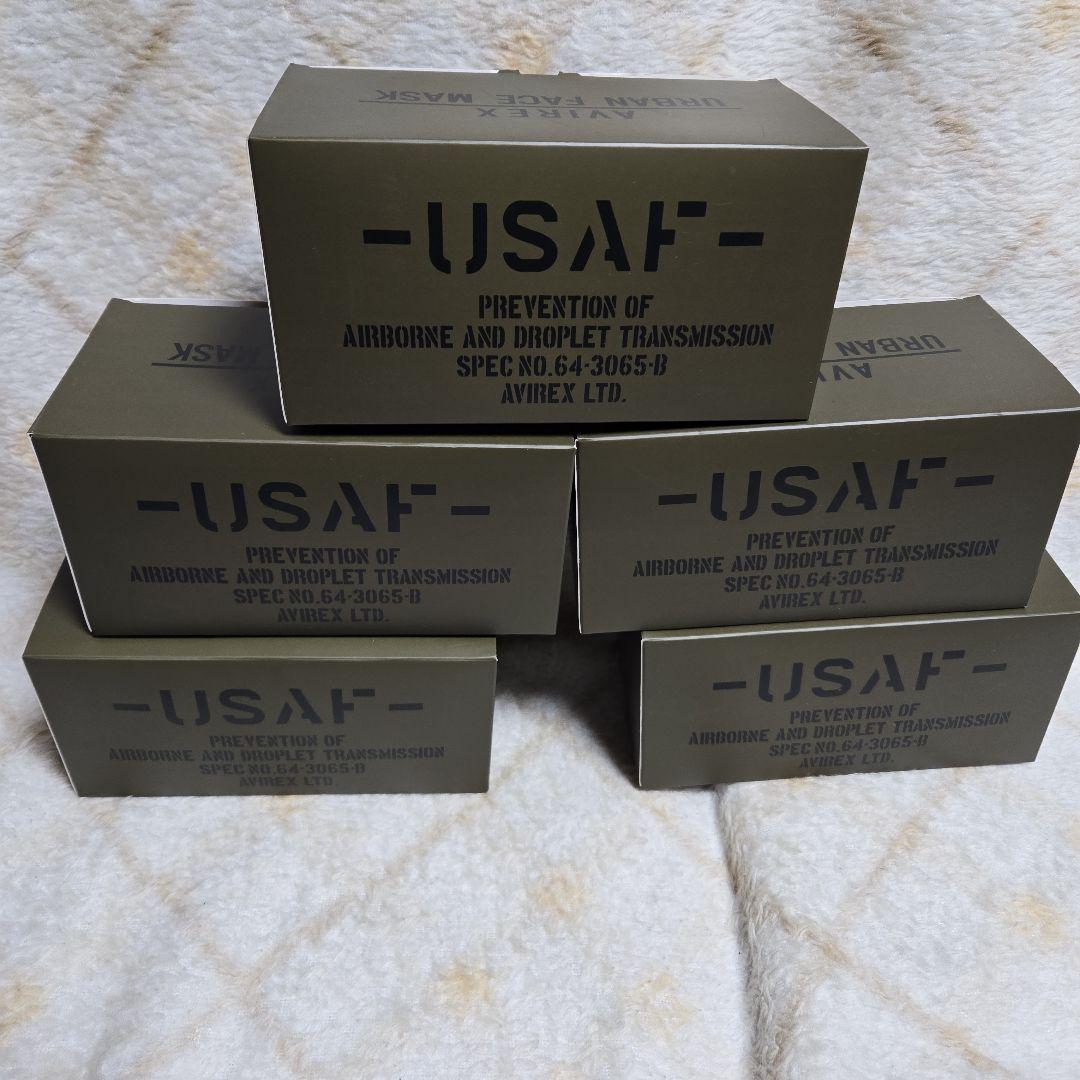 AVIREX
URBAN FACE MASK
-USAF-
PREVENTION OF
AIRBORNE AND DROPLET TRANSMISSION
SPEC NO.64-3065-B
AVIREX LTD.
MASK
-USAF-
PREVENTION OF
AIRBORNE AND DROPLET TRANSMISSION
SPEC NO.64-3065-B
AVIREX LTD.
URBAN
-USAF-
PREVENTION OF
AIRBORNE AND DROPLET TRANSMISSION
SPEC NO.64-3065-B
AVIREX LTD.
-USAF-
PREVENTION OF
AIRBORNE AND DROPLET TRANSMISSION
SPEC NO.64-3065-B
AVIREX LTD.
-USAF-
PREVENTION OF
AIRBORNE AND DROPLET TRANSMISSION
SPEC NO.64-3065-B
AVIREX LTD.